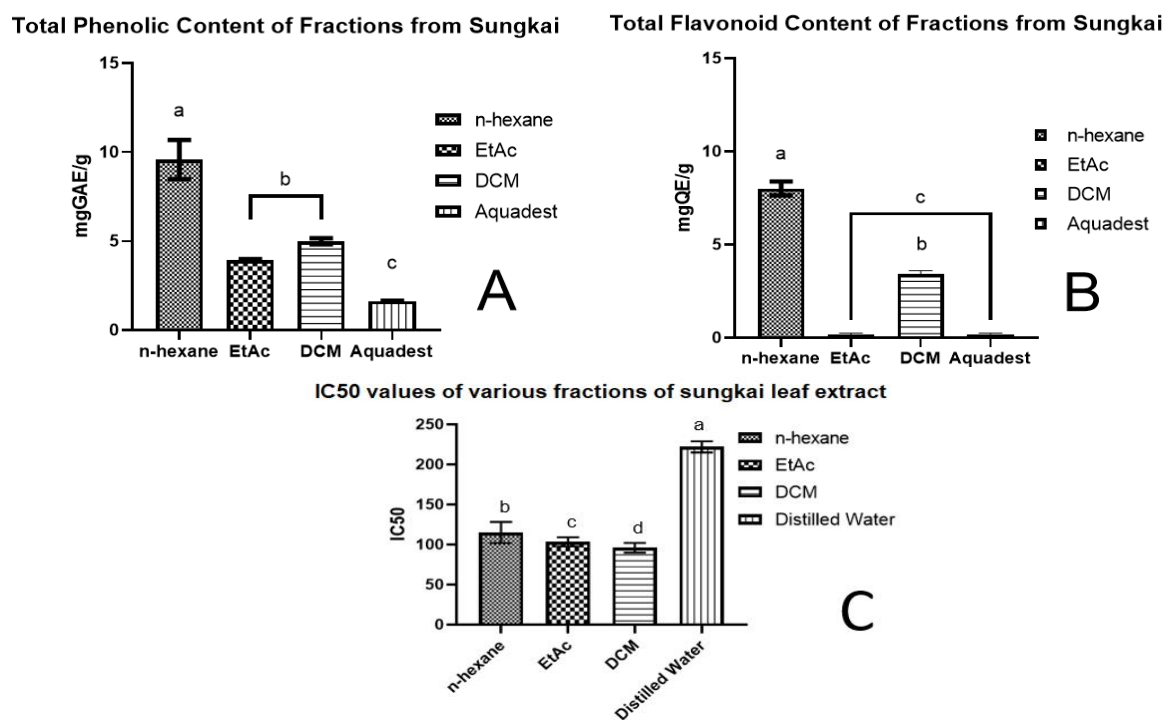 Total Phenolic Content of Fractions from Sungkai
15
10
5
0
mgGAE/g
a
b
c
n-hexane
EtAc
DCM
Aquadest
n-hexane EtAc DCM Aquadest
A
Total Flavonoid Content of Fractions from Sungkai
15
10
5
0
mgQE/g
a
c
b
n-hexane
EtAc
DCM
Aquadest
n-hexane EtAc DCM Aquadest
B
IC50 values of various fractions of sungkai leaf extract
250
200
150
100
50
0
IC50
b
c
d
a
n-hexane
EtAc
DCM
Distilled Water
n-hexane
EtAc
DCM
Distilled Water
C